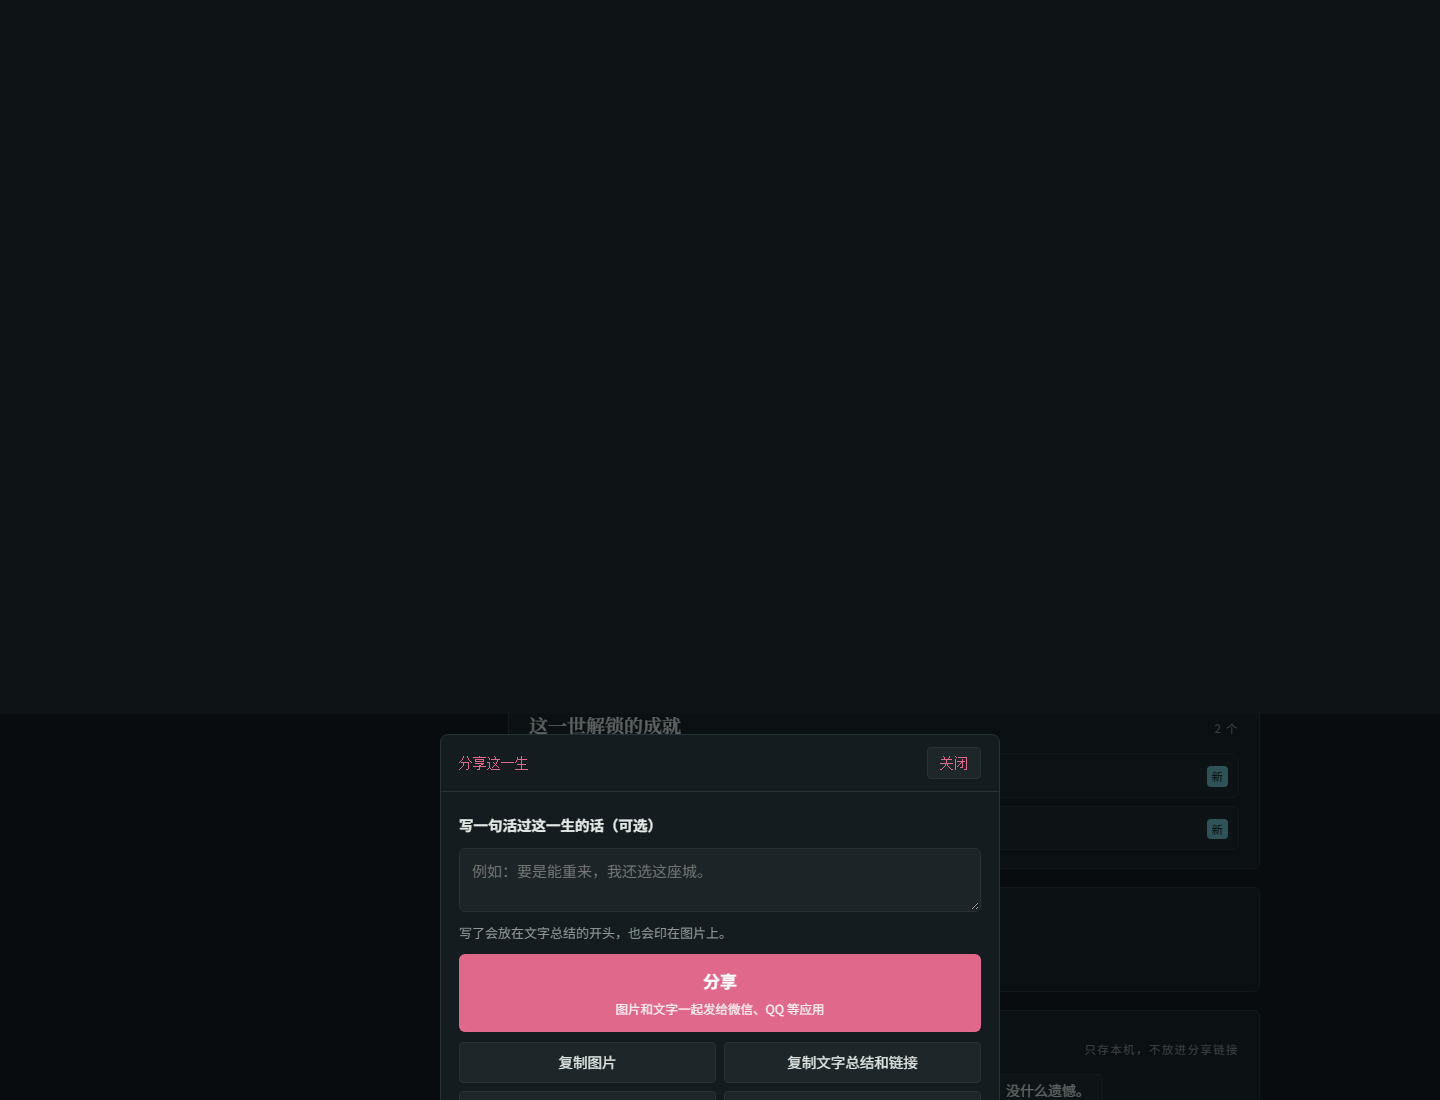 这一世解锁的成就
2 个
分享这一生
关闭
新
写一句活过这一生的话（可选）
例如：要是能重来，我还选这座城。
新
写了会放在文字总结的开头，也会印在图片上。
分享
图片和文字一起发给微信、QQ 等应用
复制图片
复制文字总结和链接
只存本机，不放进分享链接
没什么遗憾。